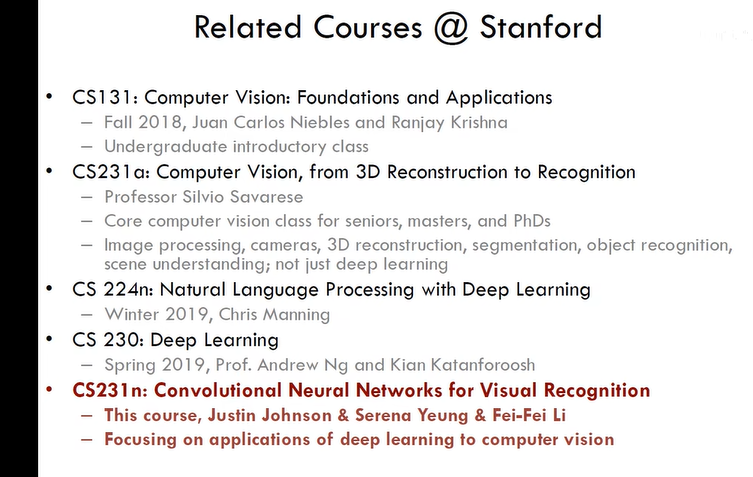 Related Courses @ Stanford
• CS131: Computer Vision: Foundations and Applications
– Fall 2018, Juan Carlos Niebles and Ranjay Krishna
– Undergraduate introductory class
• CS231a: Computer Vision, from 3D Reconstruction to Recognition
– Professor Silvio Savarese
– Core computer vision class for seniors, masters, and PhDs
– Image processing, cameras, 3D reconstruction, segmentation, object recognition,
scene understanding; not just deep learning
• CS 224n: Natural Language Processing with Deep Learning
– Winter 2019, Chris Manning
• CS 230: Deep Learning
– Spring 2019, Prof. Andrew Ng and Kian Katanforoosh
• CS231n: Convolutional Neural Networks for Visual Recognition
– This course, Justin Johnson & Serena Yeung & Fei-Fei Li
– Focusing on applications of deep learning to computer vision